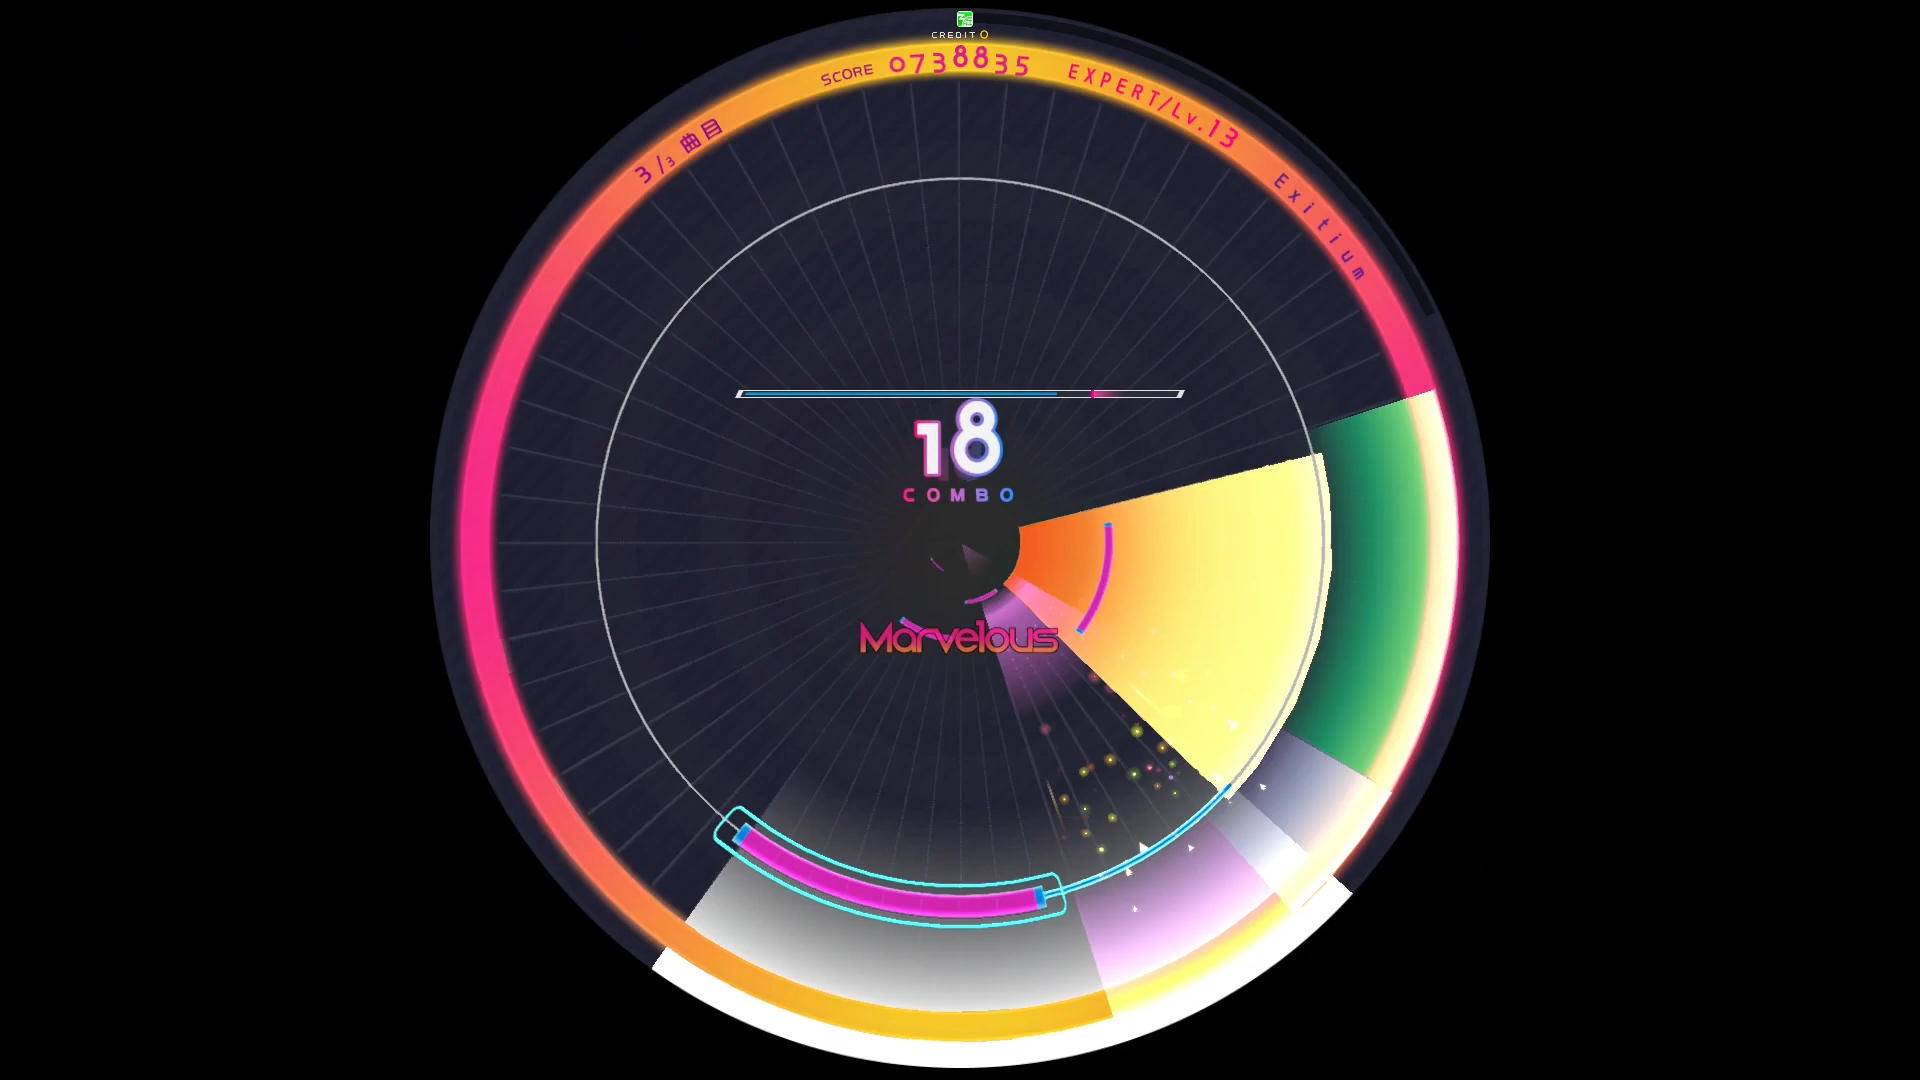 CREDIT 0
3/3 曲目
SCORE 0738835
EXPERT/Lv.13
Exitium
18
COMBO
Marvelous